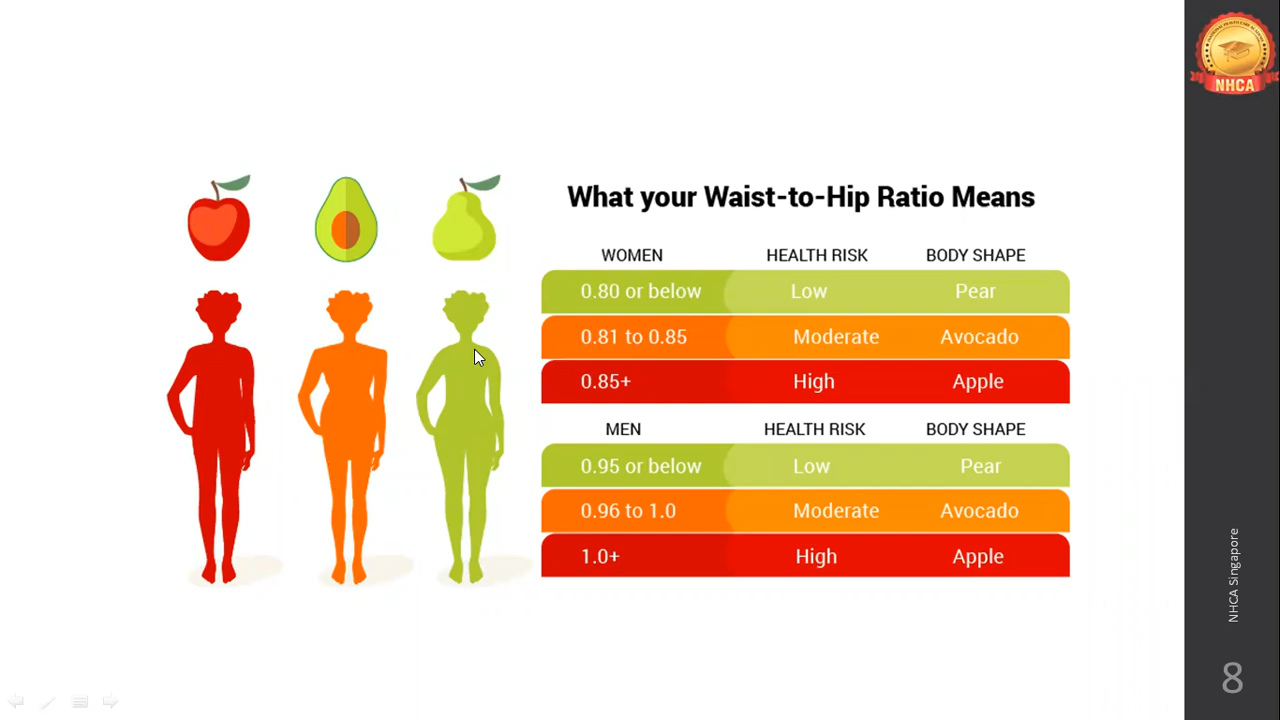 What your Waist-to-Hip Ratio Means
WOMEN HEALTH RISK BODY SHAPE
0.80 or below Low Pear
0.81 to 0.85 Moderate Avocado
0.85+ High Apple
MEN HEALTH RISK BODY SHAPE
0.95 or below Low Pear
0.96 to 1.0 Moderate Avocado
1.0+ High Apple
NHCA
NHCA Singapore
8